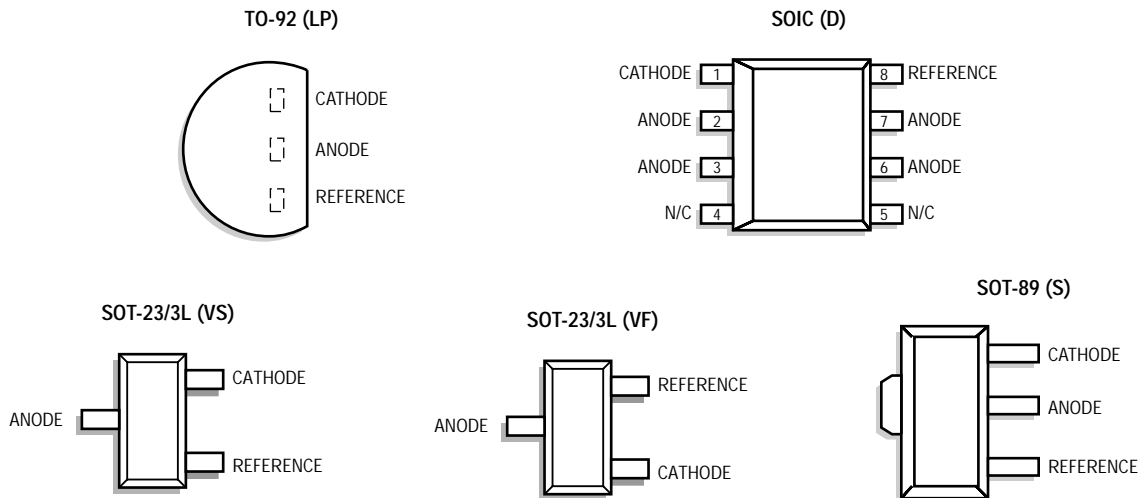 TO-92 (LP)
CATHODE
ANODE
REFERENCE
SOIC (D)
CATHODE 1
ANODE 2
ANODE 3
N/C 4
8 REFERENCE
7 ANODE
6 ANODE
5 N/C
SOT-23/3L (VS)
ANODE
CATHODE
REFERENCE
SOT-23/3L (VF)
ANODE
REFERENCE
CATHODE
SOT-89 (S)
CATHODE
ANODE
REFERENCE